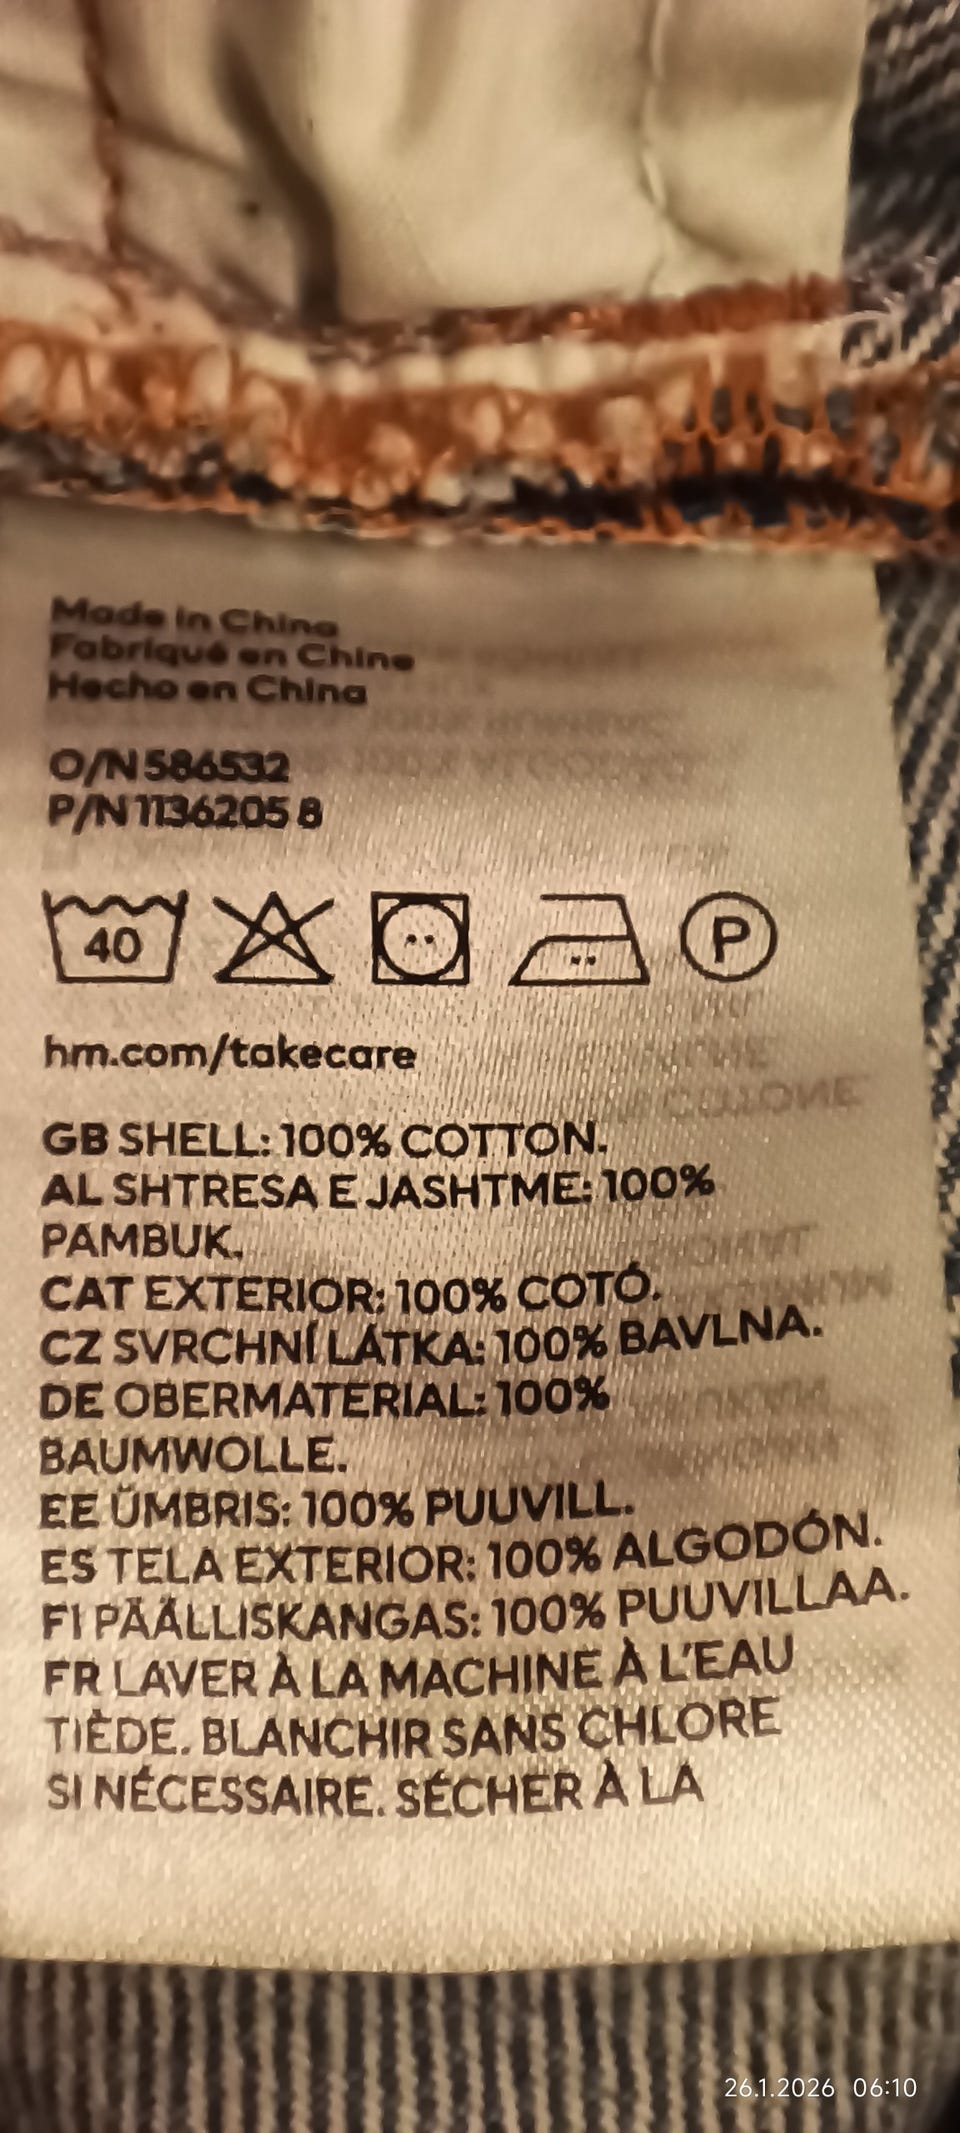 Made in China
Fabriqué en Chine
Hecho en China
O/N 586532
P/N 11362058
40
P
hm.com/takecare
GB SHELL: 100% COTTON.
AL SHTRESA E JASHTME: 100%
PAMBUK.
CAT EXTERIOR: 100% COTÓ.
CZ SVRCHNÍ LÁTKA: 100% BAVLNA.
DE OBERMATERIAL: 100%
BAUMWOLLE.
EE ÜMBRIS: 100% PUUVILL.
ES TELA EXTERIOR: 100% ALGODÓN.
FI PÄÄLLISKANGAS: 100% PUUVILLAA.
FR LAVER À LA MACHINE À L'EAU
TIÈDE. BLANCHIR SANS CHLORE
SI NÉCESSAIRE. SÉCHER À LA
26.1.2026 06:10